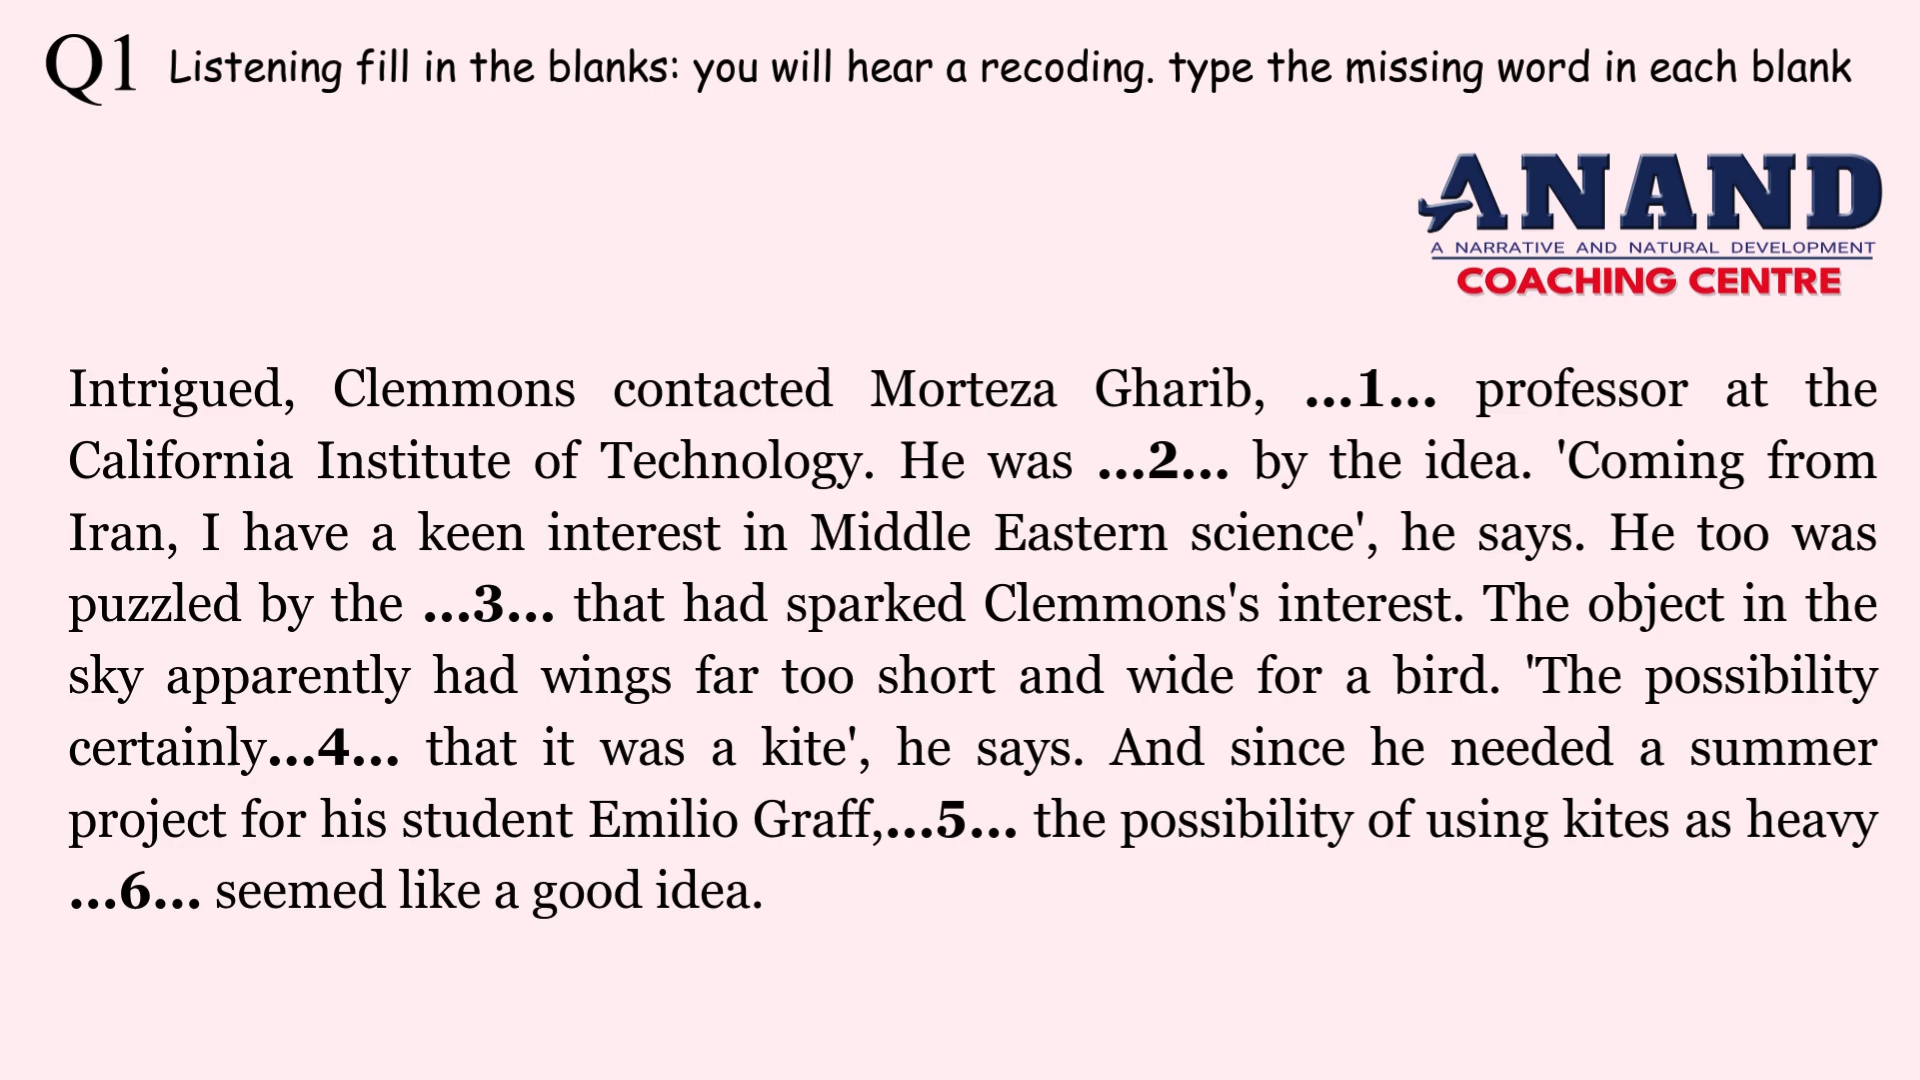 Q1 Listening fill in the blanks: you will hear a recoding. type the missing word in each blank
ANAND
A NARRATIVE AND NATURAL DEVELOPMENT
COACHING CENTRE
Intrigued, Clemmons contacted Morteza Gharib, ...1... professor at the
California Institute of Technology. He was ...2... by the idea. 'Coming from
Iran, I have a keen interest in Middle Eastern science', he says. He too was
puzzled by the ...3... that had sparked Clemmons's interest. The object in the
sky apparently had wings far too short and wide for a bird. 'The possibility
certainly...4... that it was a kite', he says. And since he needed a summer
project for his student Emilio Graff,...5... the possibility of using kites as heavy
...6... seemed like a good idea.